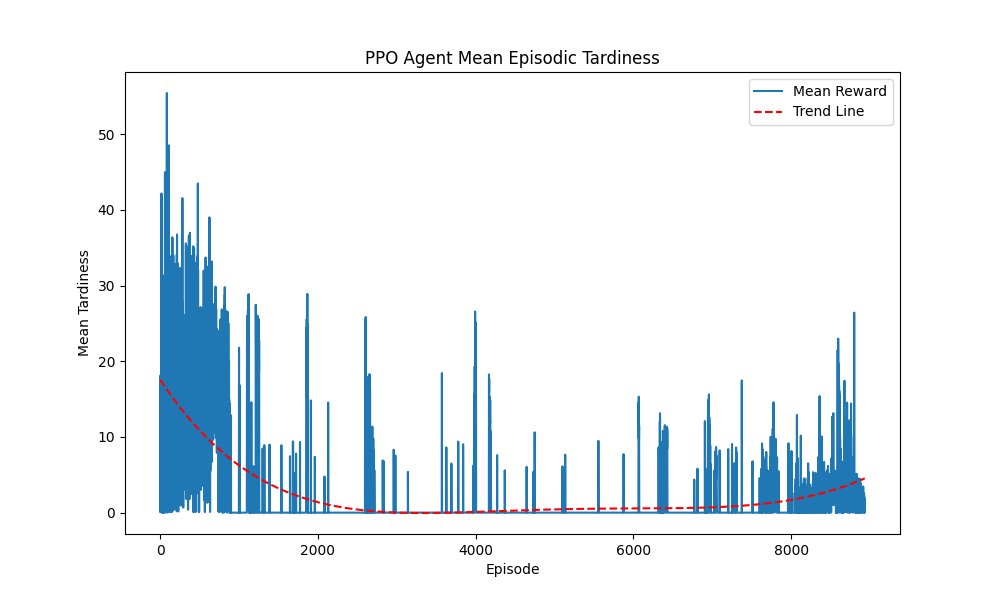 PPO Agent Mean Episodic Tardiness
Mean Reward
Trend Line
Mean Tardiness
50
40
30
20
10
0
0 2000 4000 6000 8000
Episode